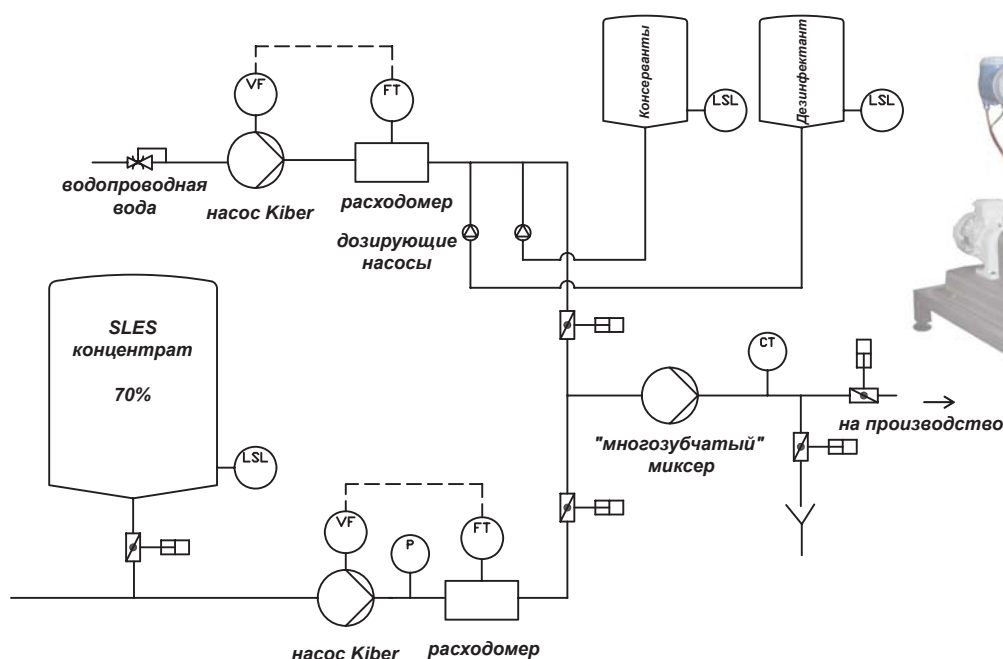 VF
FT
Консерванты
LSL
Дезинфектант
LSL
водопроводная
вода
насос Kiber
расходомер
дозирующие
насосы
SLES
концентрат
70%
LSL
CT
на производство
"многозубчатый"
миксер
VF
P
FT
насос Kiber
расходомер